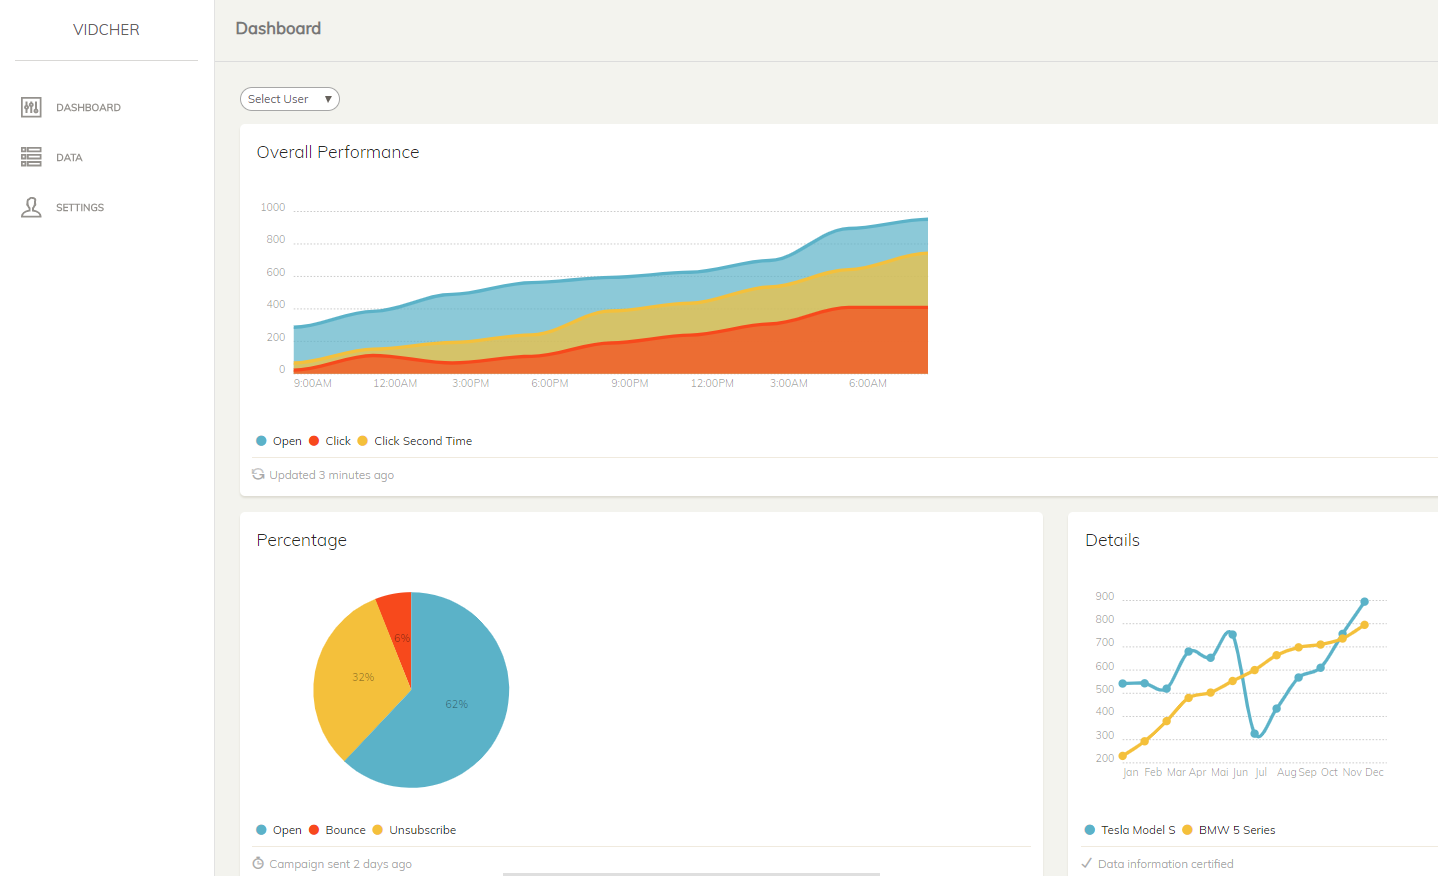 VIDCHER
Dashboard
DASHBOARD
DATA
SETTINGS
Select User ▼
Overall Performance
1000
800
600
400
200
0
9:00AM 12:00AM 3:00PM 6:00PM 9:00PM 12:00PM 3:00AM 6:00AM
Open Click Click Second Time
Updated 3 minutes ago
Percentage
6%
32%
62%
Open Bounce Unsubscribe
Campaign sent 2 days ago
Details
900
800
700
600
500
400
300
200
Jan Feb Mar Apr Mai Jun Jul Aug Sep Oct Nov Dec
Tesla Model S BMW 5 Series
Data information certified